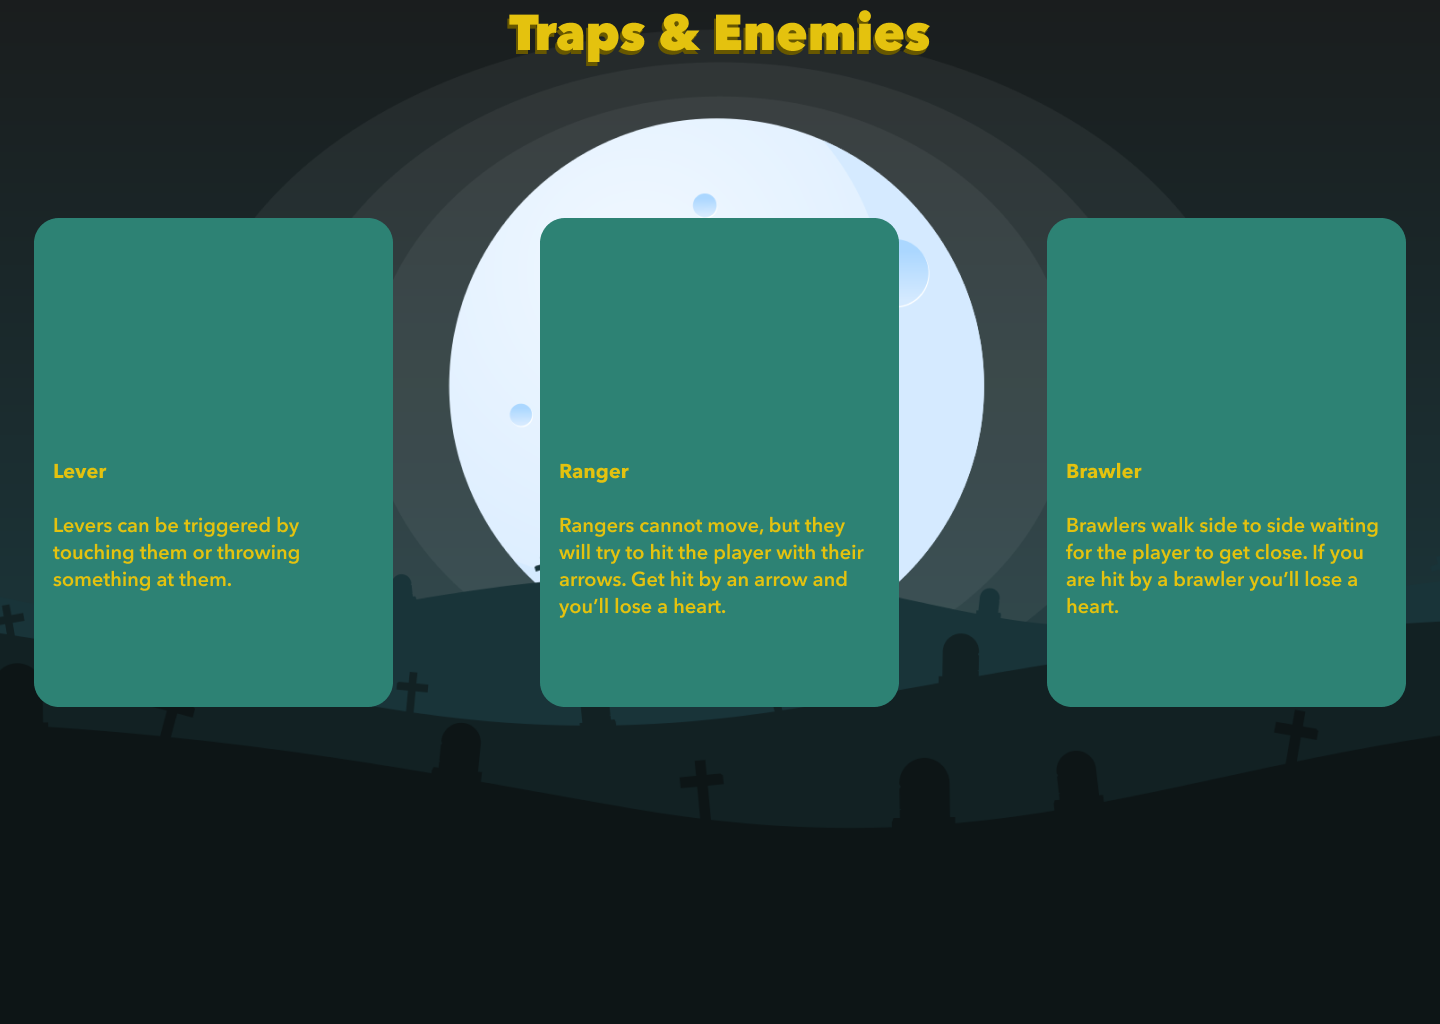 Traps & Enemies
Lever
Levers can be triggered by
touching them or throwing
something at them.
Ranger
Rangers cannot move, but they
will try to hit the player with their
arrows. Get hit by an arrow and
you’ll lose a heart.
Brawler
Brawlers walk side to side waiting
for the player to get close. If you
are hit by a brawler you’ll lose a
heart.